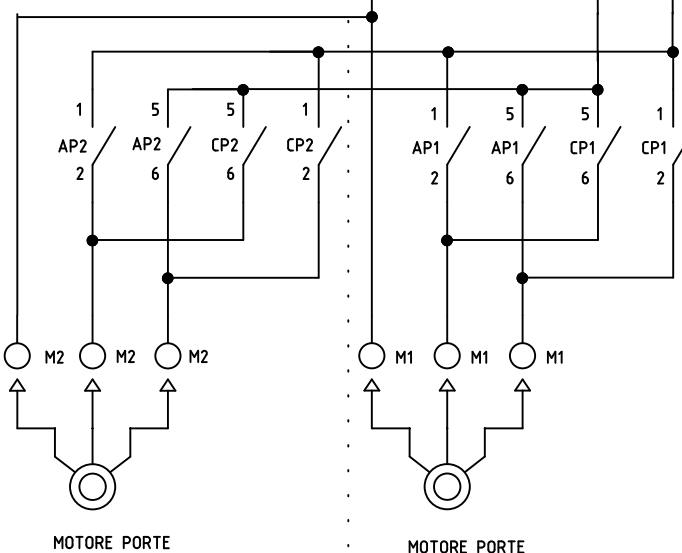 1 5 5 1 1 5 5 1
AP2 AP2 CP2 CP2 AP1 AP1 CP1 CP1
2 6 6 2 2 6 6 2
M2 M2 M2 M1 M1 M1
MOTORE PORTE MOTORE PORTE